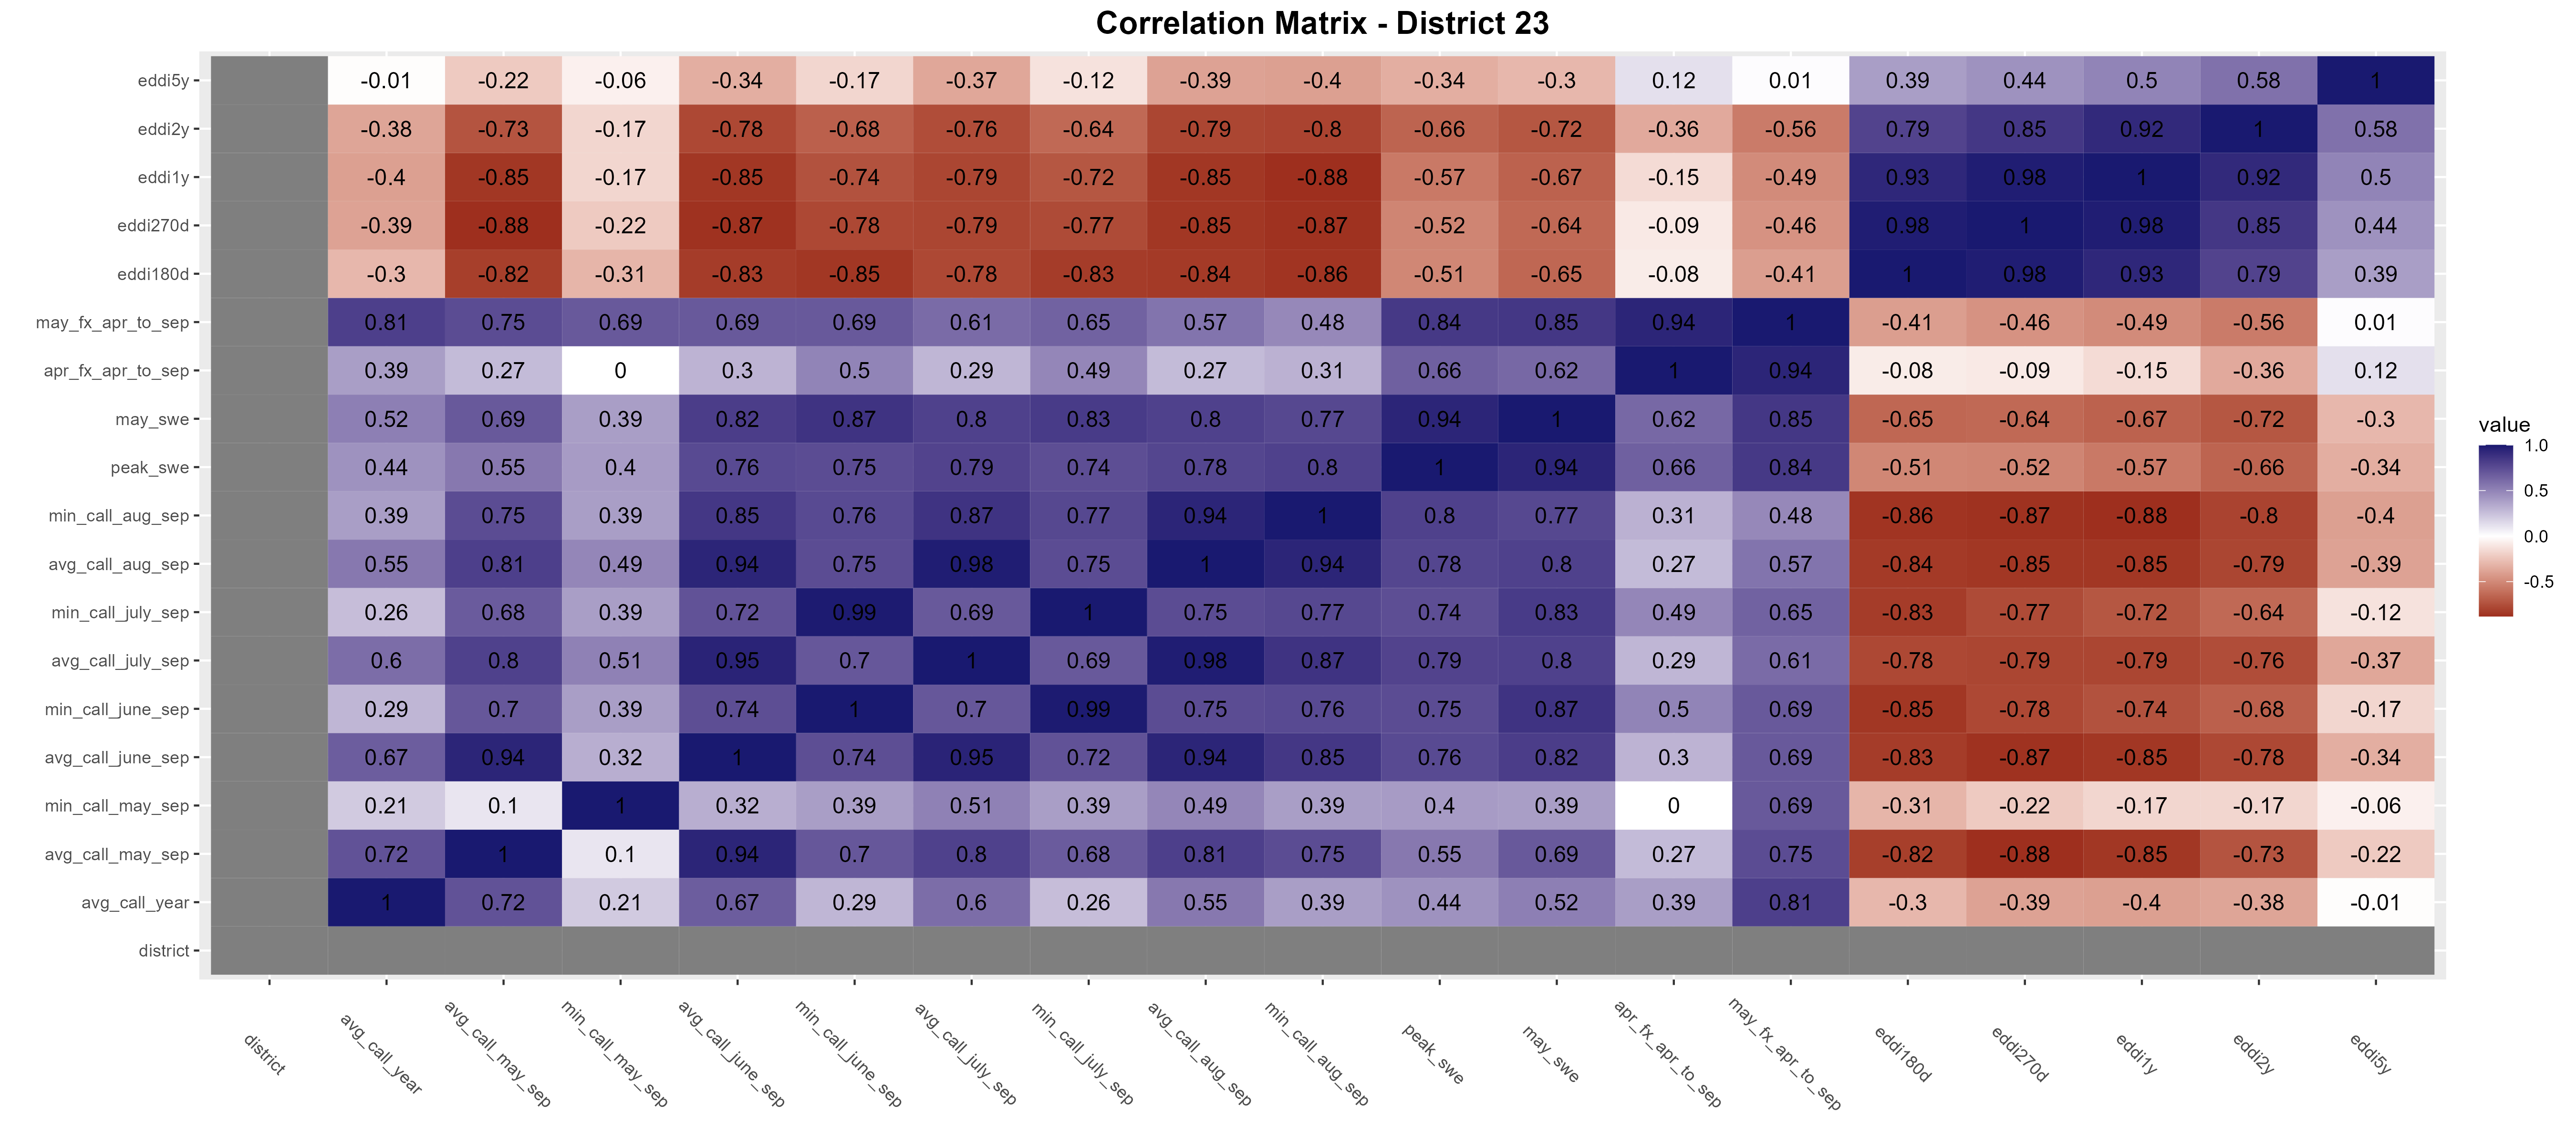 Correlation Matrix - District 23
eddi5y -0.01 -0.22 -0.06 -0.34 -0.17 -0.37 -0.12 -0.39 -0.4 -0.34 -0.3 0.12 0.01 0.39 0.44 0.5 0.58 1
eddi2y -0.38 -0.73 -0.17 -0.78 -0.68 -0.76 -0.64 -0.79 -0.8 -0.66 -0.72 -0.36 -0.56 0.79 0.85 0.92 1 0.58
eddi1y -0.4 -0.85 -0.17 -0.85 -0.74 -0.79 -0.72 -0.85 -0.88 -0.57 -0.67 -0.15 -0.49 0.93 0.98 1 0.92 0.5
eddi270d -0.39 -0.88 -0.22 -0.87 -0.78 -0.79 -0.77 -0.85 -0.87 -0.52 -0.64 -0.09 -0.46 0.98 1 0.98 0.85 0.44
eddi180d -0.3 -0.82 -0.31 -0.83 -0.85 -0.78 -0.83 -0.84 -0.86 -0.51 -0.65 -0.08 -0.41 1 0.98 0.93 0.79 0.39
may_fx_apr_to_sep 0.81 0.75 0.69 0.69 0.69 0.61 0.65 0.57 0.48 0.84 0.85 0.94 1 -0.41 -0.46 -0.49 -0.56 0.01
apr_fx_apr_to_sep 0.39 0.27 0 0.3 0.5 0.29 0.49 0.27 0.31 0.66 0.62 1 0.94 -0.08 -0.09 -0.15 -0.36 0.12
may_swe 0.52 0.69 0.39 0.82 0.87 0.8 0.83 0.8 0.77 0.94 1 0.62 0.85 -0.65 -0.64 -0.67 -0.72 -0.3
peak_swe 0.44 0.55 0.4 0.76 0.75 0.79 0.74 0.78 0.8 1 0.94 0.66 0.84 -0.51 -0.52 -0.57 -0.66 -0.34
min_call_aug_sep 0.39 0.75 0.39 0.85 0.76 0.87 0.77 0.94 1 0.8 0.77 0.31 0.48 -0.86 -0.87 -0.88 -0.8 -0.4
avg_call_aug_sep 0.55 0.81 0.49 0.94 0.75 0.98 0.75 1 0.94 0.78 0.8 0.27 0.57 -0.84 -0.85 -0.85 -0.79 -0.39
min_call_july_sep 0.26 0.68 0.39 0.72 0.99 0.69 1 0.75 0.77 0.74 0.83 0.49 0.65 -0.83 -0.77 -0.72 -0.64 -0.12
avg_call_july_sep 0.6 0.8 0.51 0.95 0.7 1 0.69 0.98 0.87 0.79 0.8 0.29 0.61 -0.78 -0.79 -0.79 -0.76 -0.37
min_call_june_sep 0.29 0.7 0.39 0.74 1 0.7 0.99 0.75 0.76 0.75 0.87 0.5 0.69 -0.85 -0.78 -0.74 -0.68 -0.17
avg_call_june_sep 0.67 0.94 0.32 1 0.74 0.95 0.72 0.94 0.85 0.76 0.82 0.3 0.69 -0.83 -0.87 -0.85 -0.78 -0.34
min_call_may_sep 0.21 0.1 1 0.32 0.39 0.51 0.39 0.49 0.39 0.4 0.39 0 0.69 -0.31 -0.22 -0.17 -0.17 -0.06
avg_call_may_sep 0.72 1 0.1 0.94 0.7 0.8 0.68 0.81 0.75 0.55 0.69 0.27 0.75 -0.82 -0.88 -0.85 -0.73 -0.22
avg_call_year 1 0.72 0.21 0.67 0.29 0.6 0.26 0.55 0.39 0.44 0.52 0.39 0.81 -0.3 -0.39 -0.4 -0.38 -0.01
district
district avg_call_year avg_call_may_sep min_call_may_sep avg_call_june_sep min_call_june_sep avg_call_july_sep min_call_july_sep avg_call_aug_sep min_call_aug_sep peak_swe may_swe apr_fx_apr_to_sep may_fx_apr_to_sep eddi180d eddi270d eddi1y eddi2y eddi5y
value
1.0
0.5
0.0
-0.5